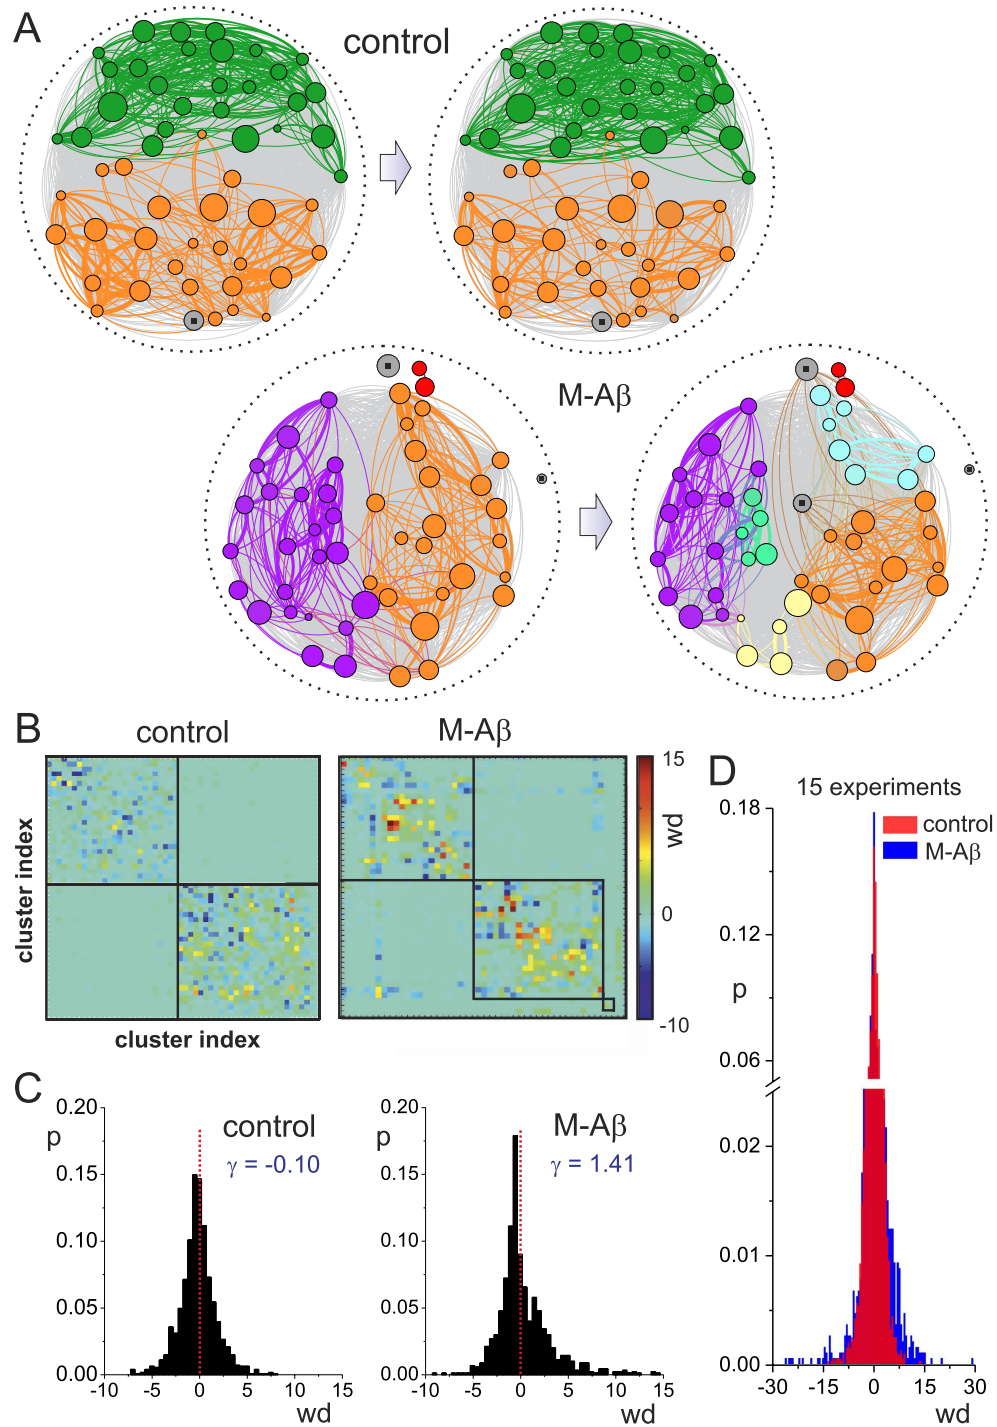 A
control
M-Aβ
B
control
M-Aβ
cluster index
cluster index
15
wd
0
-10
C
0.20
p
0.15
0.10
0.05
0.00
control
γ = -0.10
-10
-5
0
5
10
15
wd
0.20
p
0.15
0.10
0.05
0.00
M-Aβ
γ = 1.41
-10
-5
0
5
10
15
wd
D
15 experiments
0.18
control
M-Aβ
0.12
p
0.06
0.02
0.01
0.00
-30
-15
0
15
30
wd